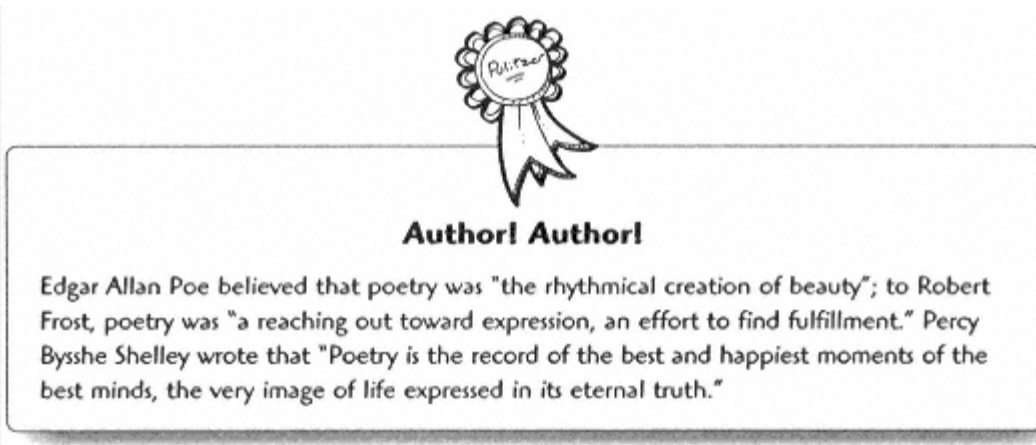 Pulitzer
Author! Author!
Edgar Allan Poe believed that poetry was "the rhythmical creation of beauty"; to Robert
Frost, poetry was "a reaching out toward expression, an effort to find fulfillment." Percy
Bysshe Shelley wrote that "Poetry is the record of the best and happiest moments of the
best minds, the very image of life expressed in its eternal truth."